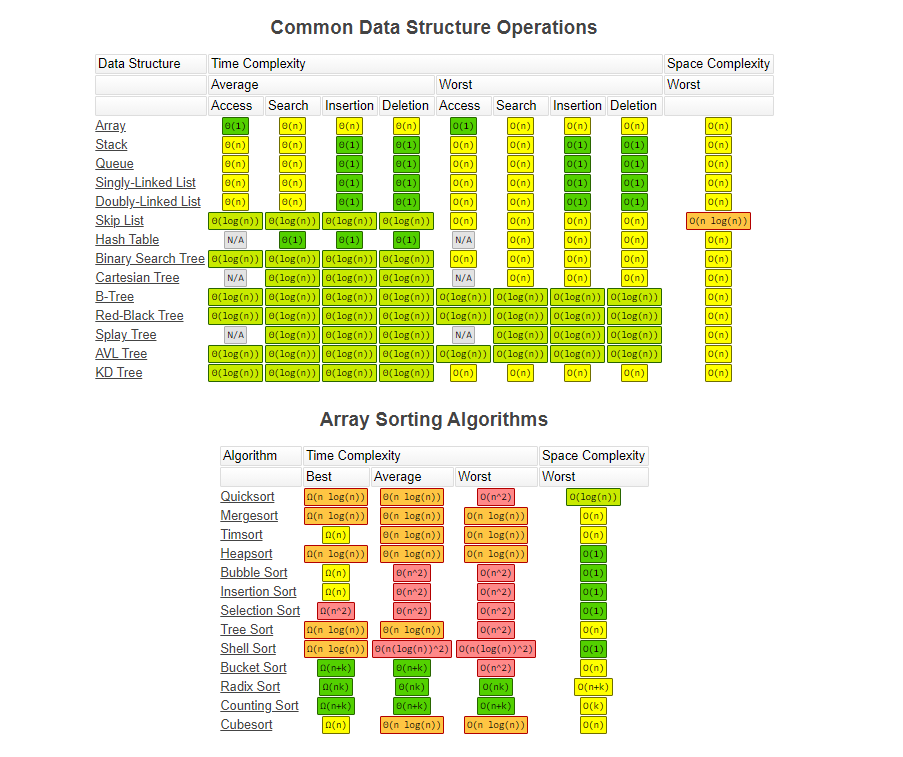 Common Data Structure Operations
Data Structure Time Complexity Space Complexity
Average Worst Worst
Access Search Insertion Deletion Access Search Insertion Deletion
Array Θ(1) Θ(n) Θ(n) Θ(n) O(1) O(n) O(n) O(n) O(n)
Stack Θ(n) Θ(n) Θ(1) Θ(1) O(n) O(n) O(1) O(1) O(n)
Queue Θ(n) Θ(n) Θ(1) Θ(1) O(n) O(n) O(1) O(1) O(n)
Singly-Linked List Θ(n) Θ(n) Θ(1) Θ(1) O(n) O(n) O(1) O(1) O(n)
Doubly-Linked List Θ(n) Θ(n) Θ(1) Θ(1) O(n) O(n) O(1) O(1) O(n)
Skip List Θ(log(n)) Θ(log(n)) Θ(log(n)) Θ(log(n)) O(n) O(n) O(n) O(n) O(n log(n))
Hash Table N/A Θ(1) Θ(1) Θ(1) N/A O(n) O(n) O(n) O(n)
Binary Search Tree Θ(log(n)) Θ(log(n)) Θ(log(n)) Θ(log(n)) O(n) O(n) O(n) O(n) O(n)
Cartesian Tree N/A Θ(log(n)) Θ(log(n)) Θ(log(n)) N/A O(n) O(n) O(n) O(n)
B-Tree Θ(log(n)) Θ(log(n)) Θ(log(n)) Θ(log(n)) O(log(n)) O(log(n)) O(log(n)) O(log(n)) O(n)
Red-Black Tree Θ(log(n)) Θ(log(n)) Θ(log(n)) Θ(log(n)) O(log(n)) O(log(n)) O(log(n)) O(log(n)) O(n)
Splay Tree N/A Θ(log(n)) Θ(log(n)) Θ(log(n)) N/A O(log(n)) O(log(n)) O(log(n)) O(n)
AVL Tree Θ(log(n)) Θ(log(n)) Θ(log(n)) Θ(log(n)) O(log(n)) O(log(n)) O(log(n)) O(log(n)) O(n)
KD Tree Θ(log(n)) Θ(log(n)) Θ(log(n)) Θ(log(n)) O(n) O(n) O(n) O(n) O(n)
Array Sorting Algorithms
Algorithm Time Complexity Space Complexity
Best Average Worst Worst
Quicksort Ω(n log(n)) Θ(n log(n)) O(n^2) O(log(n))
Mergesort Ω(n log(n)) Θ(n log(n)) O(n log(n)) O(n)
Timsort Ω(n) Θ(n log(n)) O(n log(n)) O(n)
Heapsort Ω(n log(n)) Θ(n log(n)) O(n log(n)) O(1)
Bubble Sort Ω(n) Θ(n^2) O(n^2) O(1)
Insertion Sort Ω(n) Θ(n^2) O(n^2) O(1)
Selection Sort Ω(n^2) Θ(n^2) O(n^2) O(1)
Tree Sort Ω(n log(n)) Θ(n log(n)) O(n^2) O(n)
Shell Sort Ω(n log(n)) Θ(n(log(n))^2) O(n(log(n))^2) O(1)
Bucket Sort Ω(n+k) Θ(n+k) O(n^2) O(n)
Radix Sort Ω(nk) Θ(nk) O(nk) O(n+k)
Counting Sort Ω(n+k) Θ(n+k) O(n+k) O(k)
Cubesort Ω(n) Θ(n log(n)) O(n log(n)) O(n)